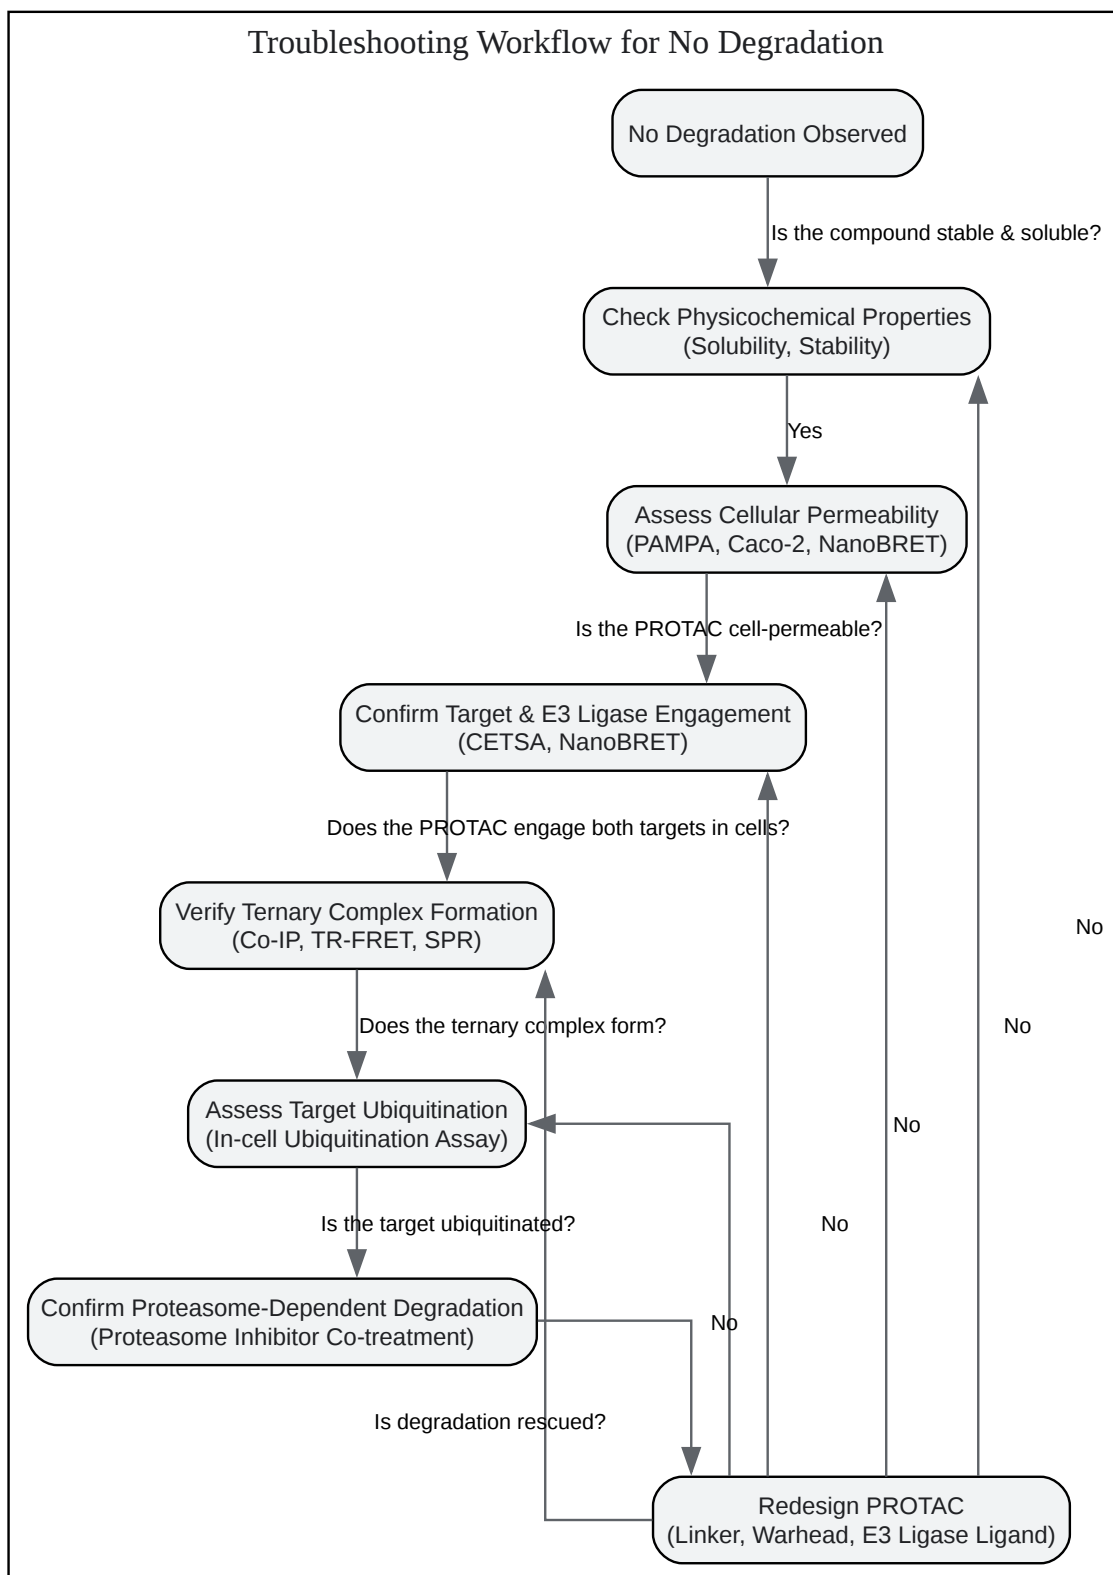 Troubleshooting Workflow for No Degradation
No Degradation Observed
Is the compound stable & soluble?
Check Physicochemical Properties
(Solubility, Stability)
Yes
Assess Cellular Permeability
(PAMPA, Caco-2, NanoBRET)
Is the PROTAC cell-permeable?
Confirm Target & E3 Ligase Engagement
(CETSA, NanoBRET)
Does the PROTAC engage both targets in cells?
Verify Ternary Complex Formation
(Co-IP, TR-FRET, SPR)
No
Does the ternary complex form?
No
Assess Target Ubiquitination
(In-cell Ubiquitination Assay)
No
Is the target ubiquitinated?
No
Confirm Proteasome-Dependent Degradation
(Proteasome Inhibitor Co-treatment)
No
Is degradation rescued?
Redesign PROTAC
(Linker, Warhead, E3 Ligase Ligand)